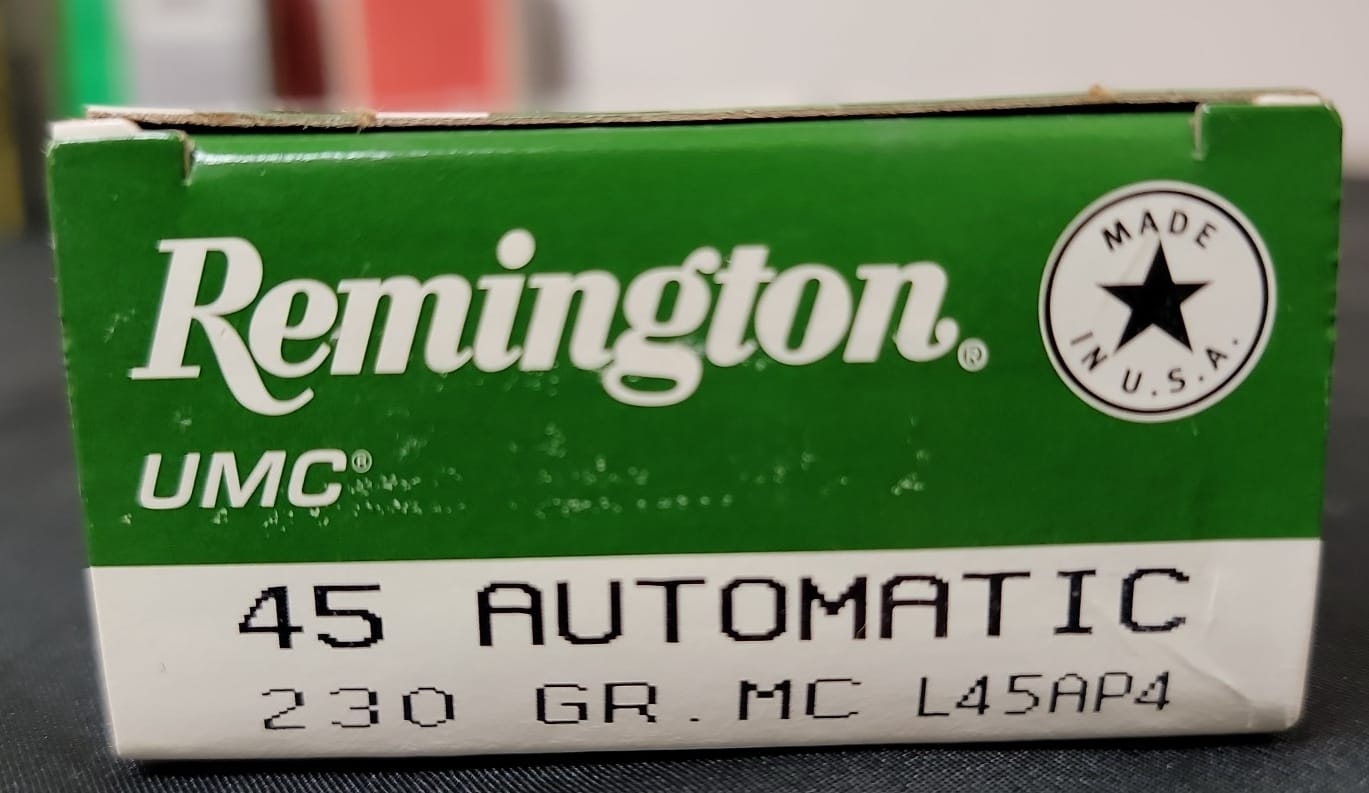 Remington®
MADE
IN U.S.A.
UMC®
45 AUTOMATIC
230 GR. MC L45AP4